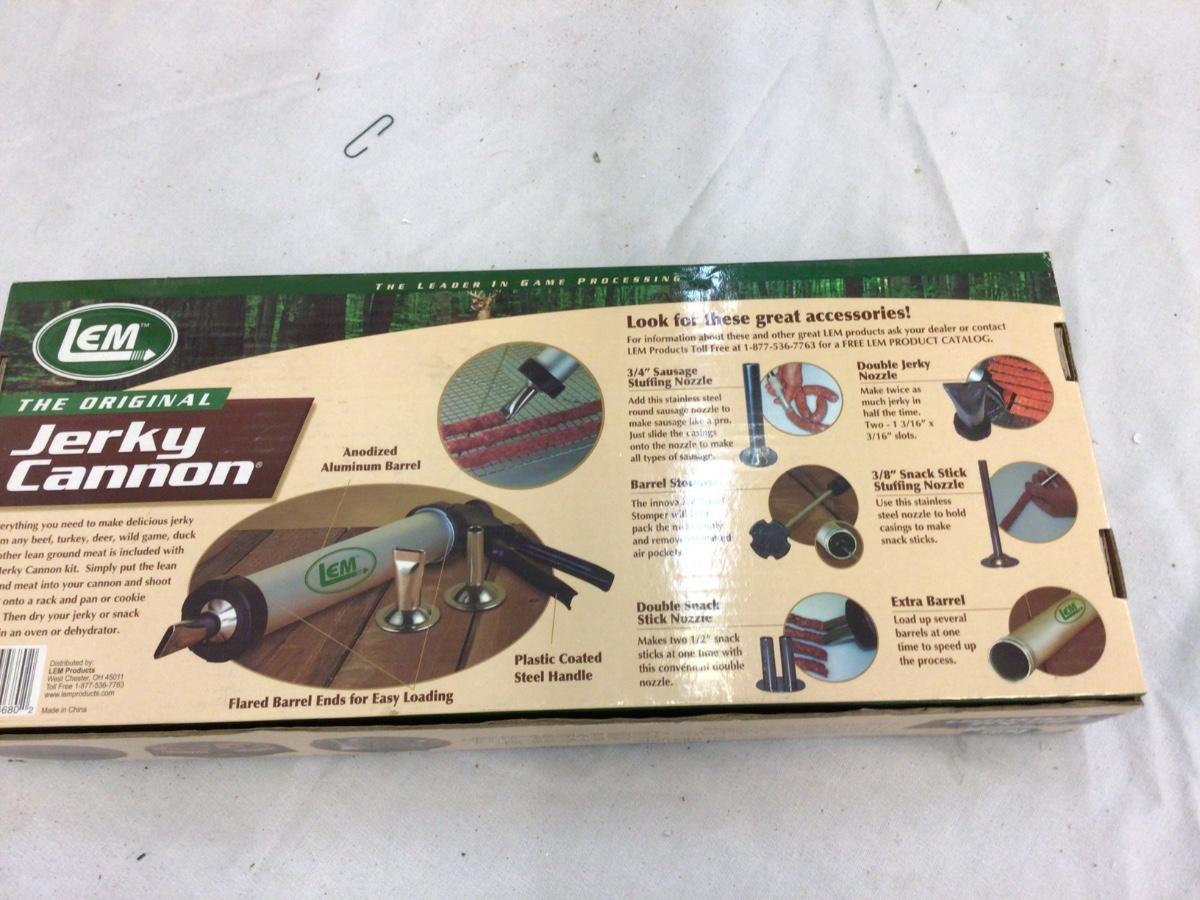 THE LEADER IN GAME PROCESSING
LEM™
THE ORIGINAL
Jerky
Cannon®
erything you need to make delicious jerky
m any beef, turkey, deer, wild game, duck
other lean ground meat is included with
erky Cannon kit. Simply put the lean
nd meat into your cannon and shoot
onto a rack and pan or cookie
Then dry your jerky or snack
in an oven or dehydrator.
Distributed by:
LEM Products
West Chester, OH 45011
Toll Free 1-877-536-7763
www.lemproducts.com
Made in China
680 2
Anodized
Aluminum Barrel
LEM
Plastic Coated
Steel Handle
Flared Barrel Ends for Easy Loading
Look for these great accessories!
For information about these and other great LEM products ask your dealer or contact
LEM Products Toll Free at 1-877-536-7763 for a FREE LEM PRODUCT CATALOG.
3/4" Sausage
Stuffing Nozzle
Add this stainless steel
round sausage nozzle to
make sausage like a pro.
Just slide the casings
onto the nozzle to make
all types of sausage.
Double Jerky
Nozzle
Make twice as
much jerky in
half the time.
Two - 1 3/16" x
3/16" slots.
Barrel
The
Stomper will
pack the
and remove
air pockets.
3/8" Snack Stick
Stuffing Nozzle
Use this stainless
steel nozzle to hold
casings to make
snack sticks.
Double Snack
Stick Nozzle
Makes two 1/2" snack
sticks at one time with
this convenient double
nozzle.
Extra Barrel
Load up several
barrels at one
time to speed up
the process.
LEM